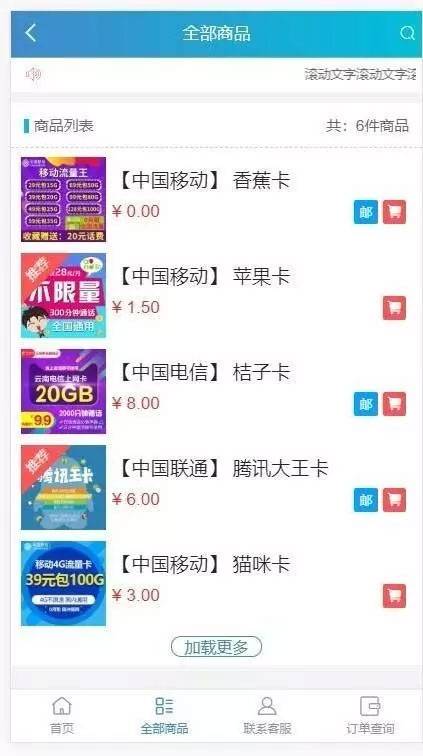 全部商品
滚动文字滚动文字滚
商品列表
共：6件商品
移动流量王
收藏赠送：20元话费
【中国移动】 香蕉卡
¥ 0.00
邮
推荐
28元/月
不限量
300分钟通话
全国通用
【中国移动】 苹果卡
¥ 1.50
云南电信上网卡
20GB
2000分钟通话
9.9
【中国电信】 桔子卡
¥ 8.00
邮
推荐
腾讯王卡
【中国联通】 腾讯大王卡
¥ 6.00
邮
移动4G流量卡
39元包100G
【中国移动】 猫咪卡
¥ 3.00
加载更多
首页
全部商品
联系客服
订单查询